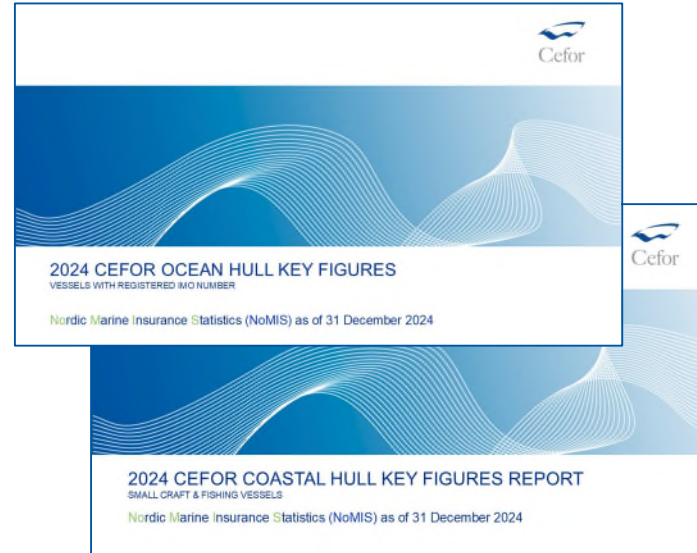 Cefor
2024 CEFOR OCEAN HULL KEY FIGURES
VESSELS WITH REGISTERED IMO NUMBER
Nordic Marine Insurance Statistics (NoMIS) as of 31 December 2024
Cefor
2024 CEFOR COASTAL HULL KEY FIGURES REPORT
SMALL CRAFT & FISHING VESSELS
Nordic Marine Insurance Statistics (NoMIS) as of 31 December 2024